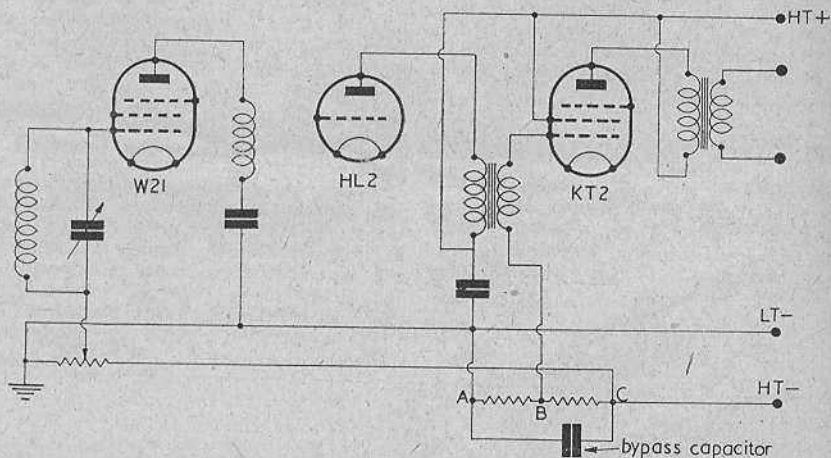 HT+
W21
HL2
KT2
LT-
A
B
C
HT-
bypass capacitor